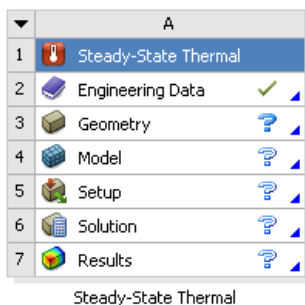 A
1 Steady-State Thermal
2 Engineering Data
3 Geometry ?
4 Model ?
5 Setup ?
6 Solution ?
7 Results ?
Steady-State Thermal